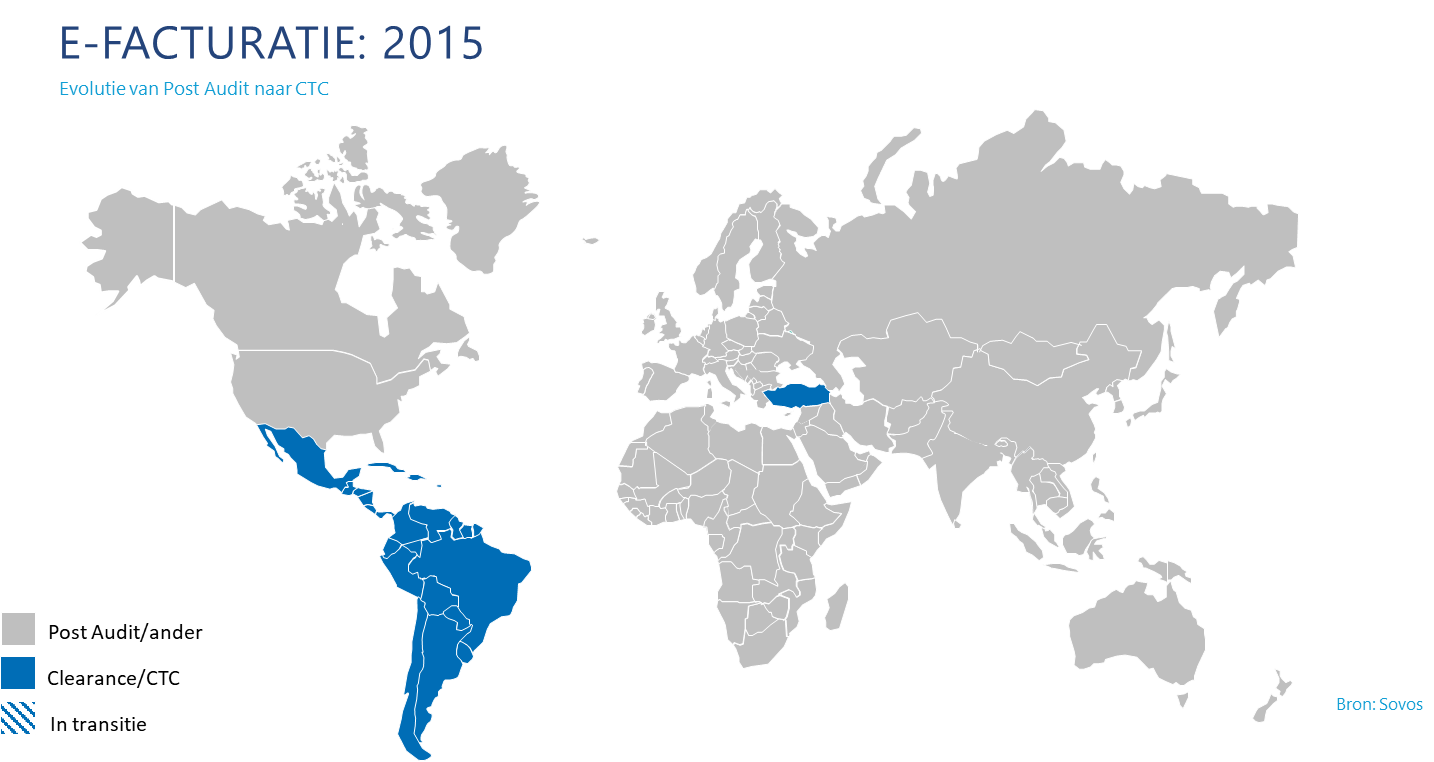 E-FACTURATIE: 2015
Evolutie van Post Audit naar CTC
Post Audit/ander
Clearance/CTC
In transitie
Bron: Sovos